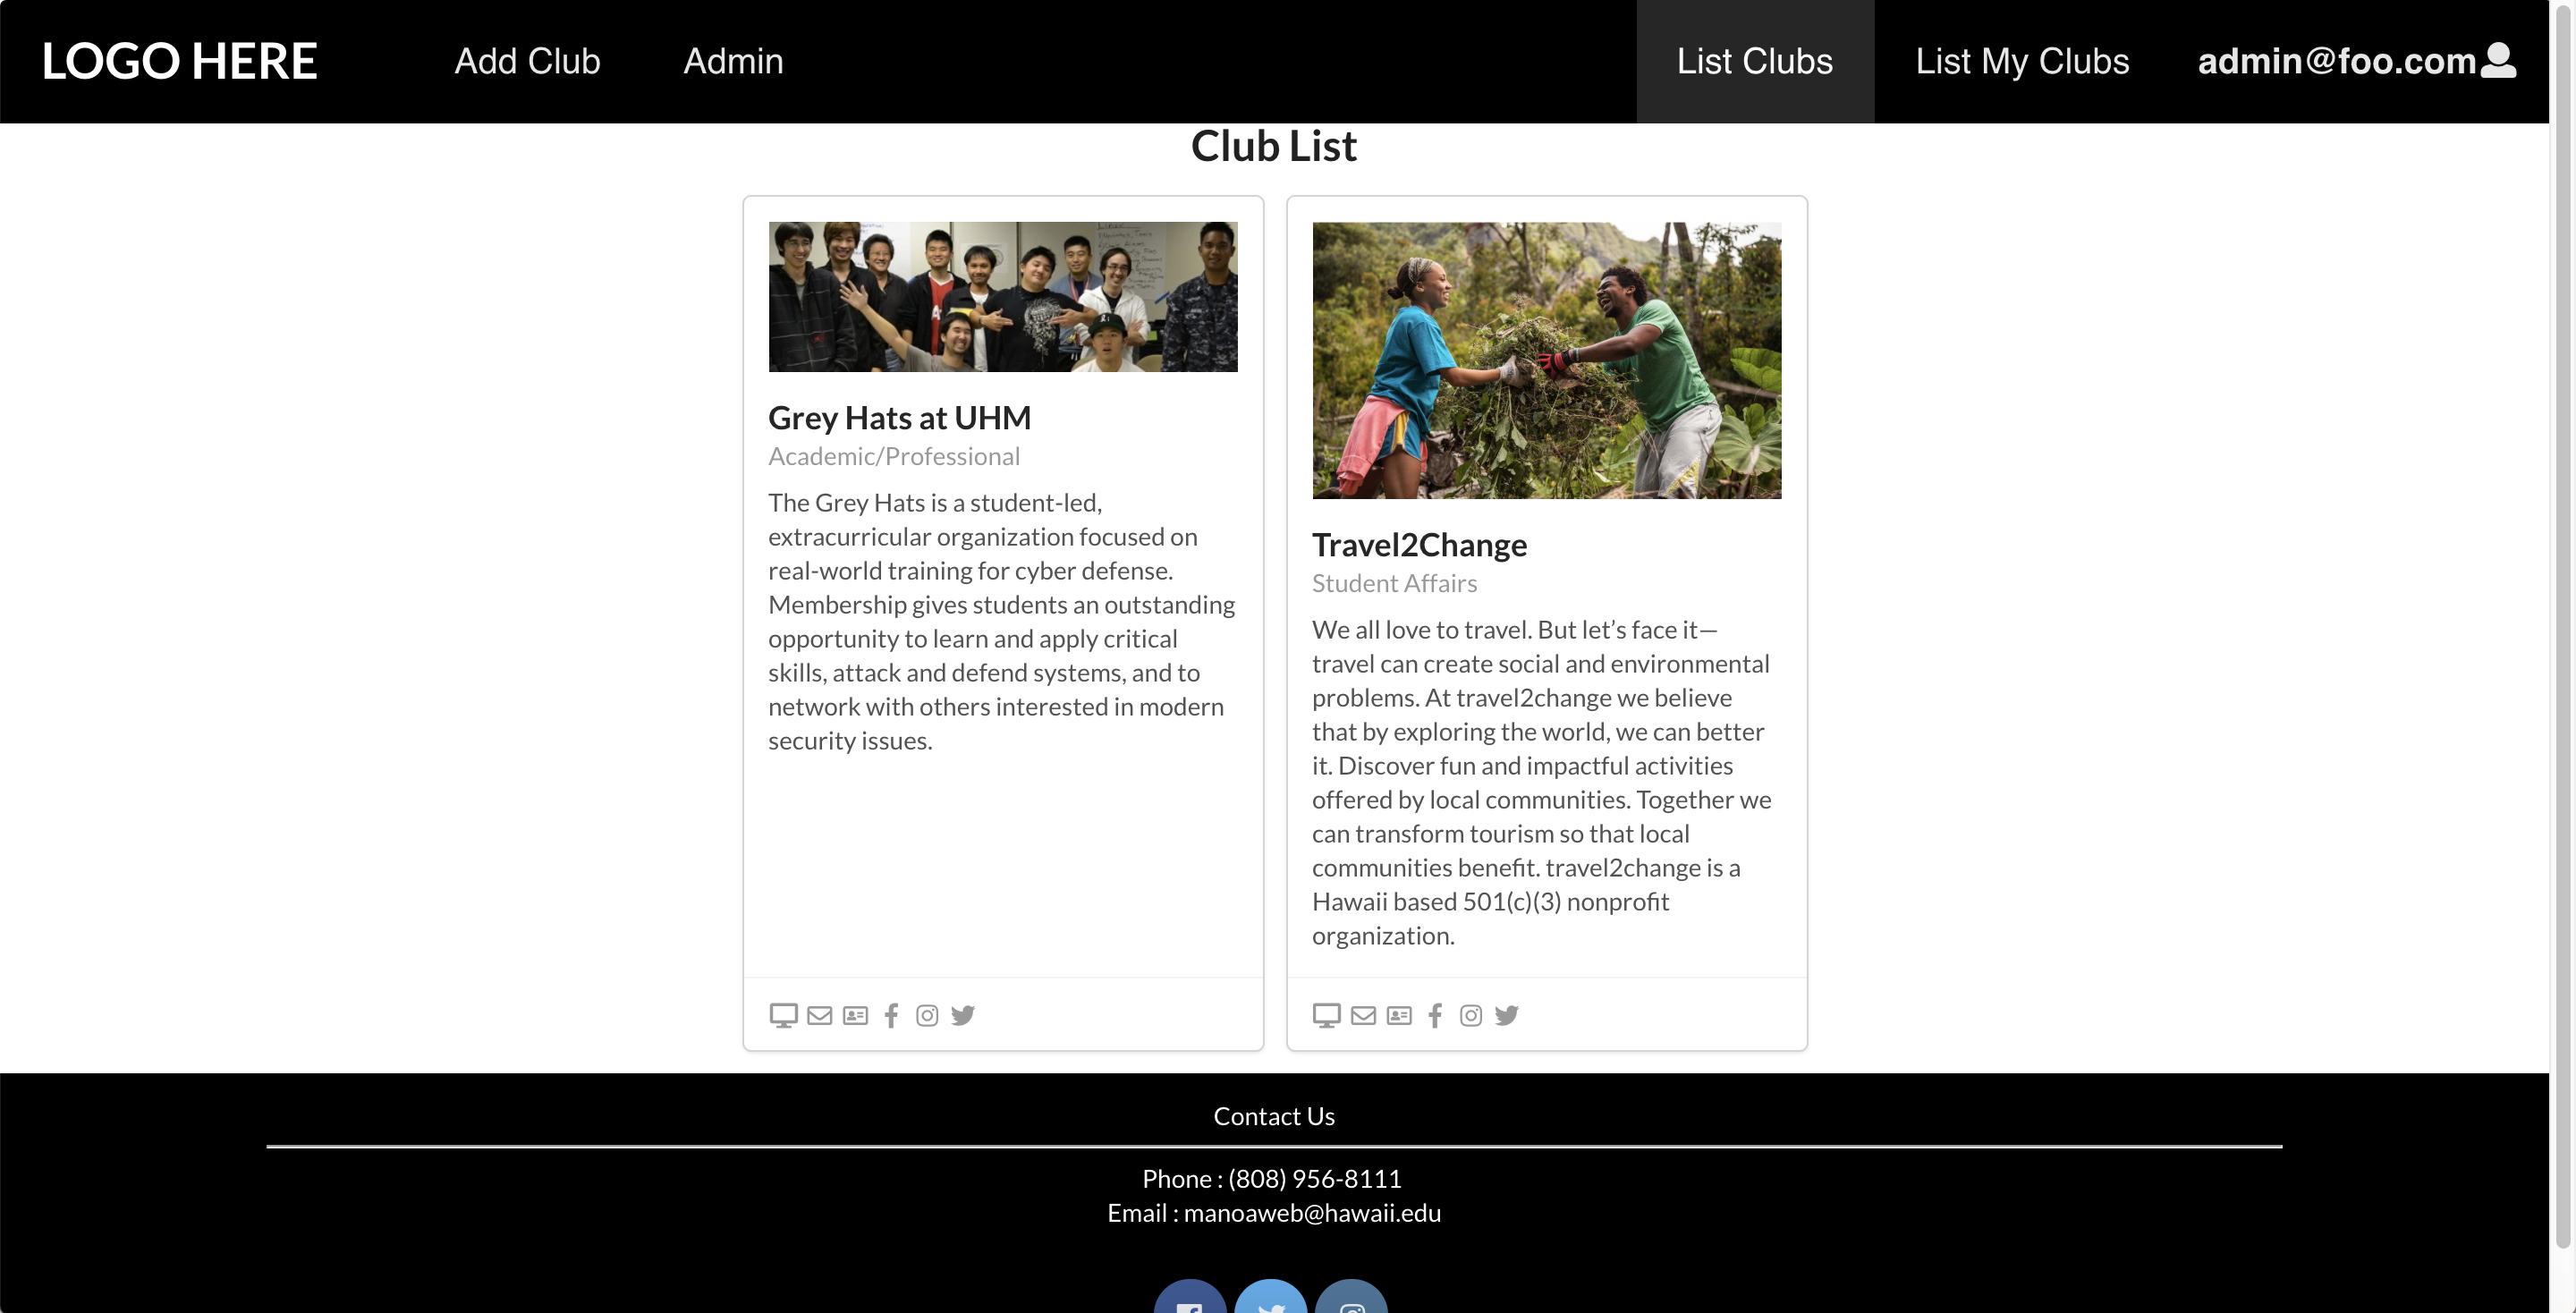 LOGO HERE
Add Club
Admin
List Clubs
List My Clubs
admin@foo.com
Club List
Grey Hats at UHM
Academic/Professional
The Grey Hats is a student-led,
extracurricular organization focused on
real-world training for cyber defense.
Membership gives students an outstanding
opportunity to learn and apply critical
skills, attack and defend systems, and to
network with others interested in modern
security issues.
Travel2Change
Student Affairs
We all love to travel. But let’s face it—
travel can create social and environmental
problems. At travel2change we believe
that by exploring the world, we can better
it. Discover fun and impactful activities
offered by local communities. Together we
can transform tourism so that local
communities benefit. travel2change is a
Hawaii based 501(c)(3) nonprofit
organization.
Contact Us
Phone : (808) 956-8111
Email : manoaweb@hawaii.edu